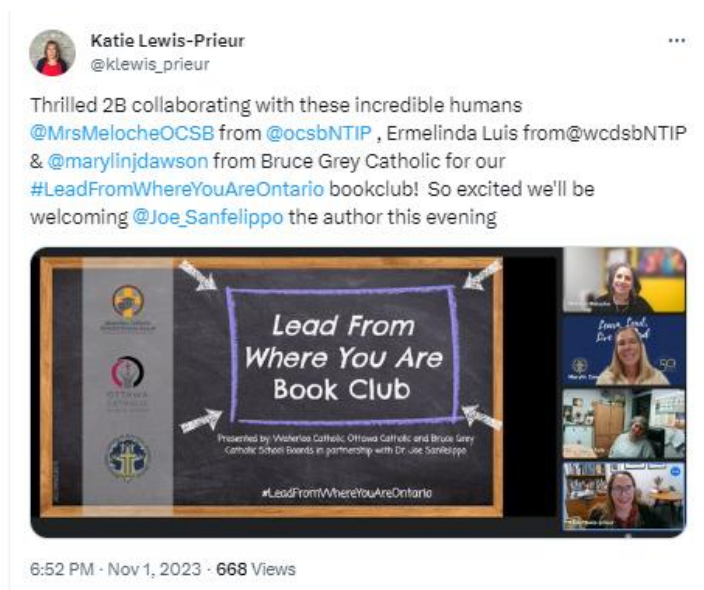 Katie Lewis-Prieur
@klewis_prieur
Thrilled 2B collaborating with these incredible humans
@MrsMelocheOCSB from @ocsbNTIP , Ermelinda Luis from@wcdsbNTIP
& @marylinjdawson from Bruce Grey Catholic for our
#LeadFromWhereYouAreOntario bookclub! So excited we'll be
welcoming @Joe_Sanfelippo the author this evening
Lead From
Where You Are
Book Club
OTTAWA
CATHOLIC
Presented by Waterloo Catholic, Ottawa Catholic and Bruce Grey
Catholic School Boards in partnership with Dr. Joe Sanfelippo
#LeadFromWhereYouAreOntario
6:52 PM · Nov 1, 2023 · 668 Views